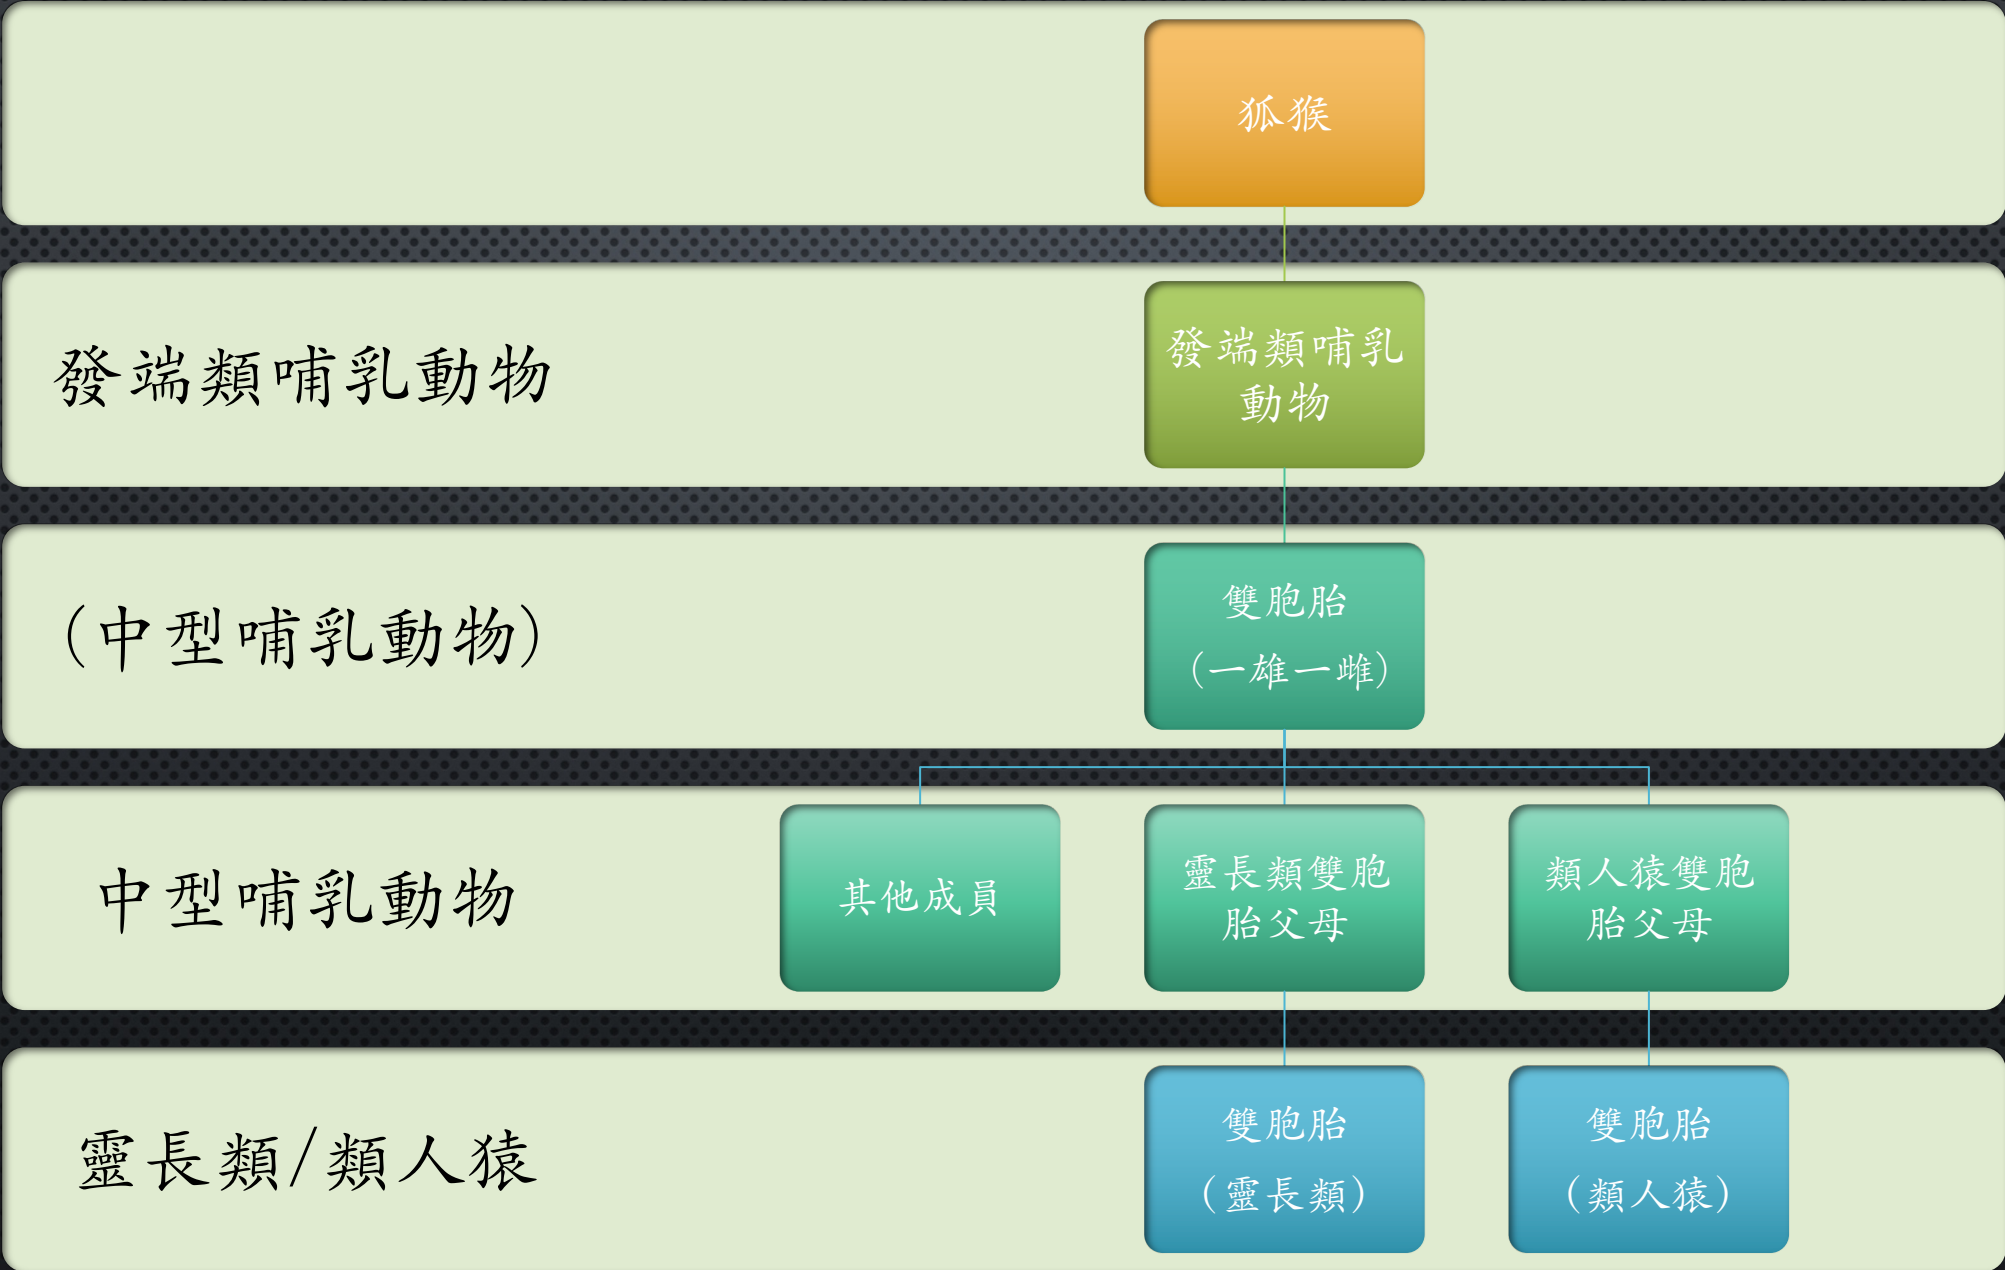 狐猴
發端類哺乳動物
發端類哺乳
動物
(中型哺乳動物)
雙胞胎
(一雄一雌)
中型哺乳動物
其他成員
靈長類雙胞
胎父母
類人猿雙胞
胎父母
靈長類/類人猿
雙胞胎
(靈長類)
雙胞胎
(類人猿)